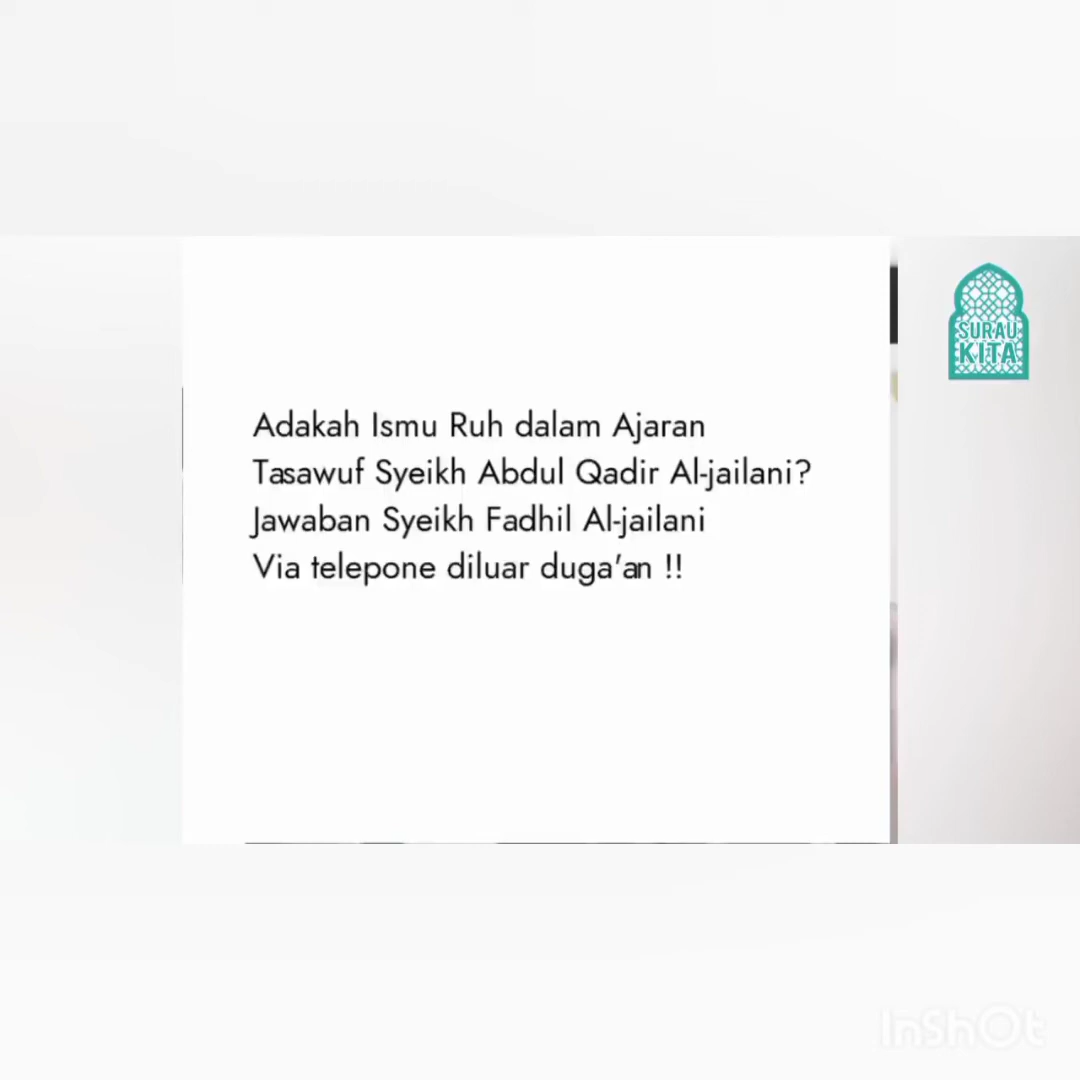 SURAU
KITA
Adakah Ismu Ruh dalam Ajaran
Tasawuf Syeikh Abdul Qadir Al-jailani?
Jawaban Syeikh Fadhil Al-jailani
Via telepone diluar duga'an !!
InShOt